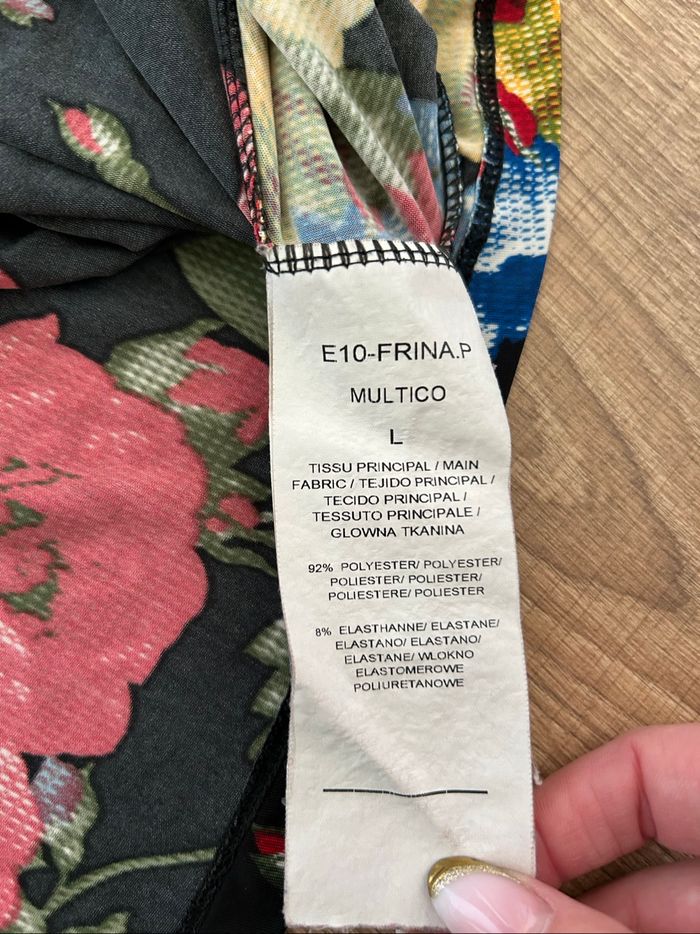 E10-FRINA.P
MULTICO
L
TISSU PRINCIPAL / MAIN
FABRIC / TEJIDO PRINCIPAL /
TECIDO PRINCIPAL /
TESSUTO PRINCIPALE /
GLOWNA TKANINA
92% POLYESTER/ POLYESTER/
POLIESTER/ POLIESTER/
POLIESTERE/ POLIESTER
8% ELASTHANNE/ ELASTANE/
ELASTANO/ ELASTANO/
ELASTANE/ WŁOKNO
ELASTOMEROWE
POLIURETANOWE